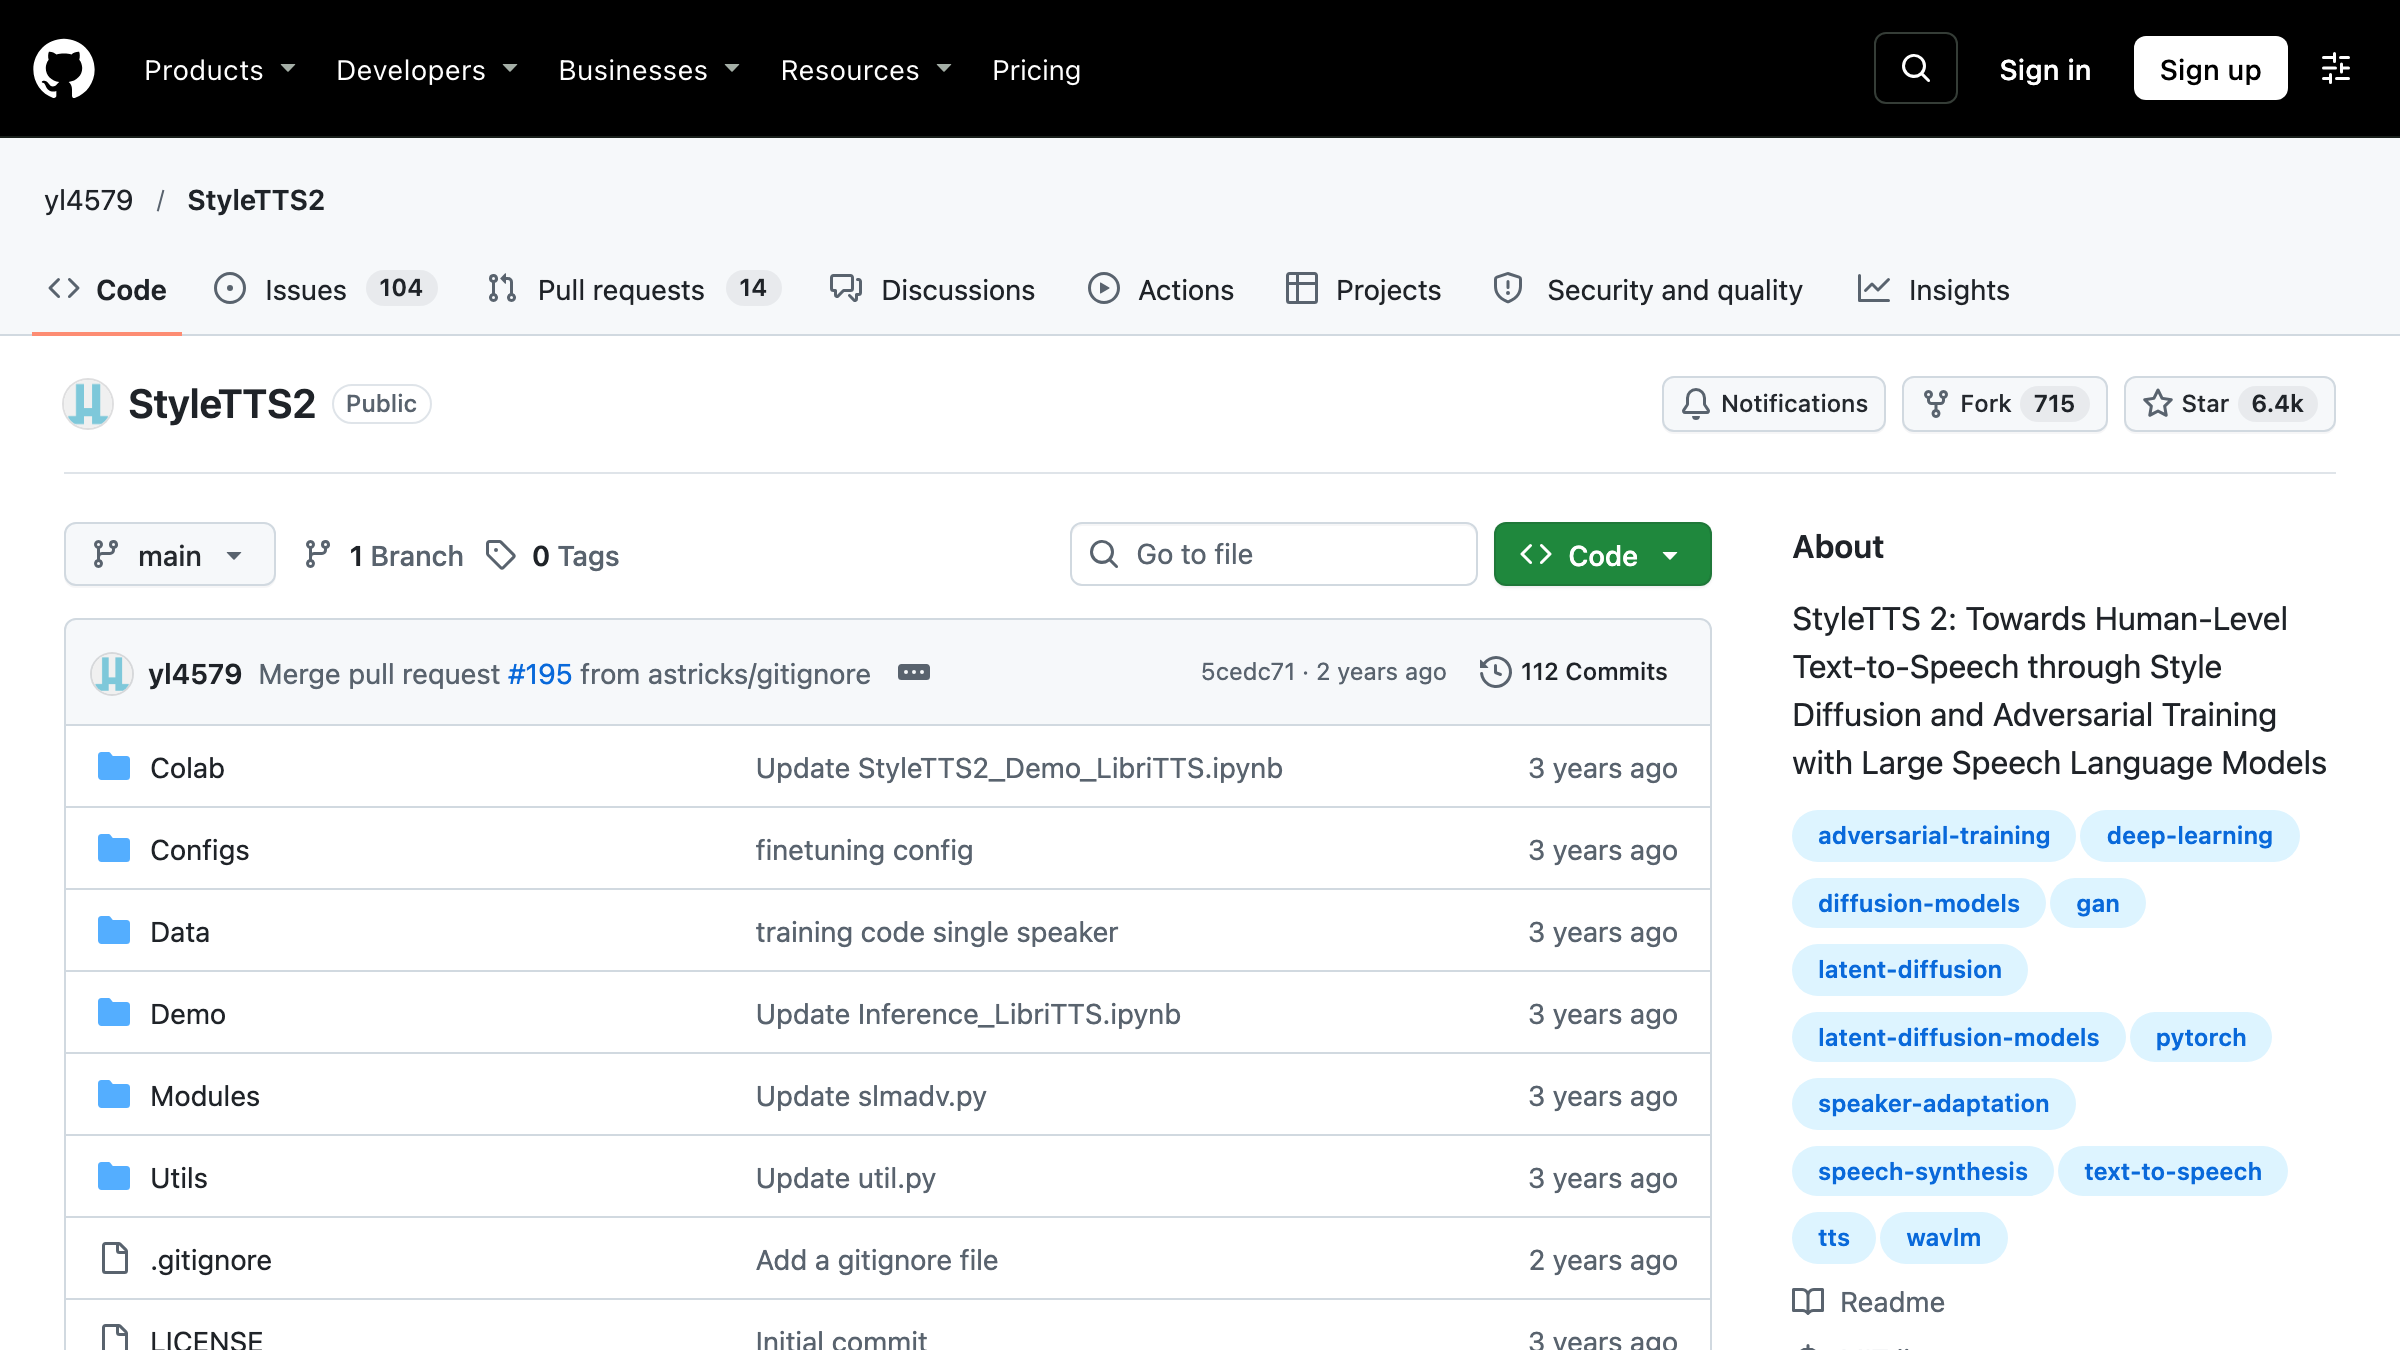 Products Developers Businesses Resources Pricing Sign in Sign up
yl4579 / StyleTTS2
Code Issues 104 Pull requests 14 Discussions Actions Projects Security and quality Insights
StyleTTS2 Public Notifications Fork 715 Star 6.4k
main 1 Branch 0 Tags Go to file Code
yl4579 Merge pull request #195 from astricks/gitignore 5cedc71 · 2 years ago 112 Commits
Colab Update StyleTTS2_Demo_LibriTTS.ipynb 3 years ago
Configs finetuning config 3 years ago
Data training code single speaker 3 years ago
Demo Update Inference_LibriTTS.ipynb 3 years ago
Modules Update slmadv.py 3 years ago
Utils Update util.py 3 years ago
.gitignore Add a gitignore file 2 years ago
LICENSE Initial commit 3 years ago
About
StyleTTS 2: Towards Human-Level
Text-to-Speech through Style
Diffusion and Adversarial Training
with Large Speech Language Models
adversarial-training deep-learning
diffusion-models gan
latent-diffusion
latent-diffusion-models pytorch
speaker-adaptation
speech-synthesis text-to-speech
tts wavlm
Readme